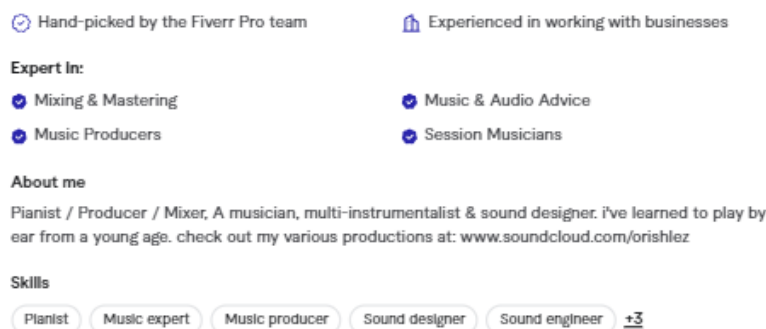 Hand-picked by the Fiverr Pro team
Experienced in working with businesses
Expert In:
Mixing & Mastering
Music & Audio Advice
Music Producers
Session Musicians
About me
Pianist / Producer / Mixer, A musician, multi-instrumentalist & sound designer. i've learned to play by
ear from a young age. check out my various productions at: www.soundcloud.com/orishlez
Skills
Pianist
Music expert
Music producer
Sound designer
Sound engineer
+3